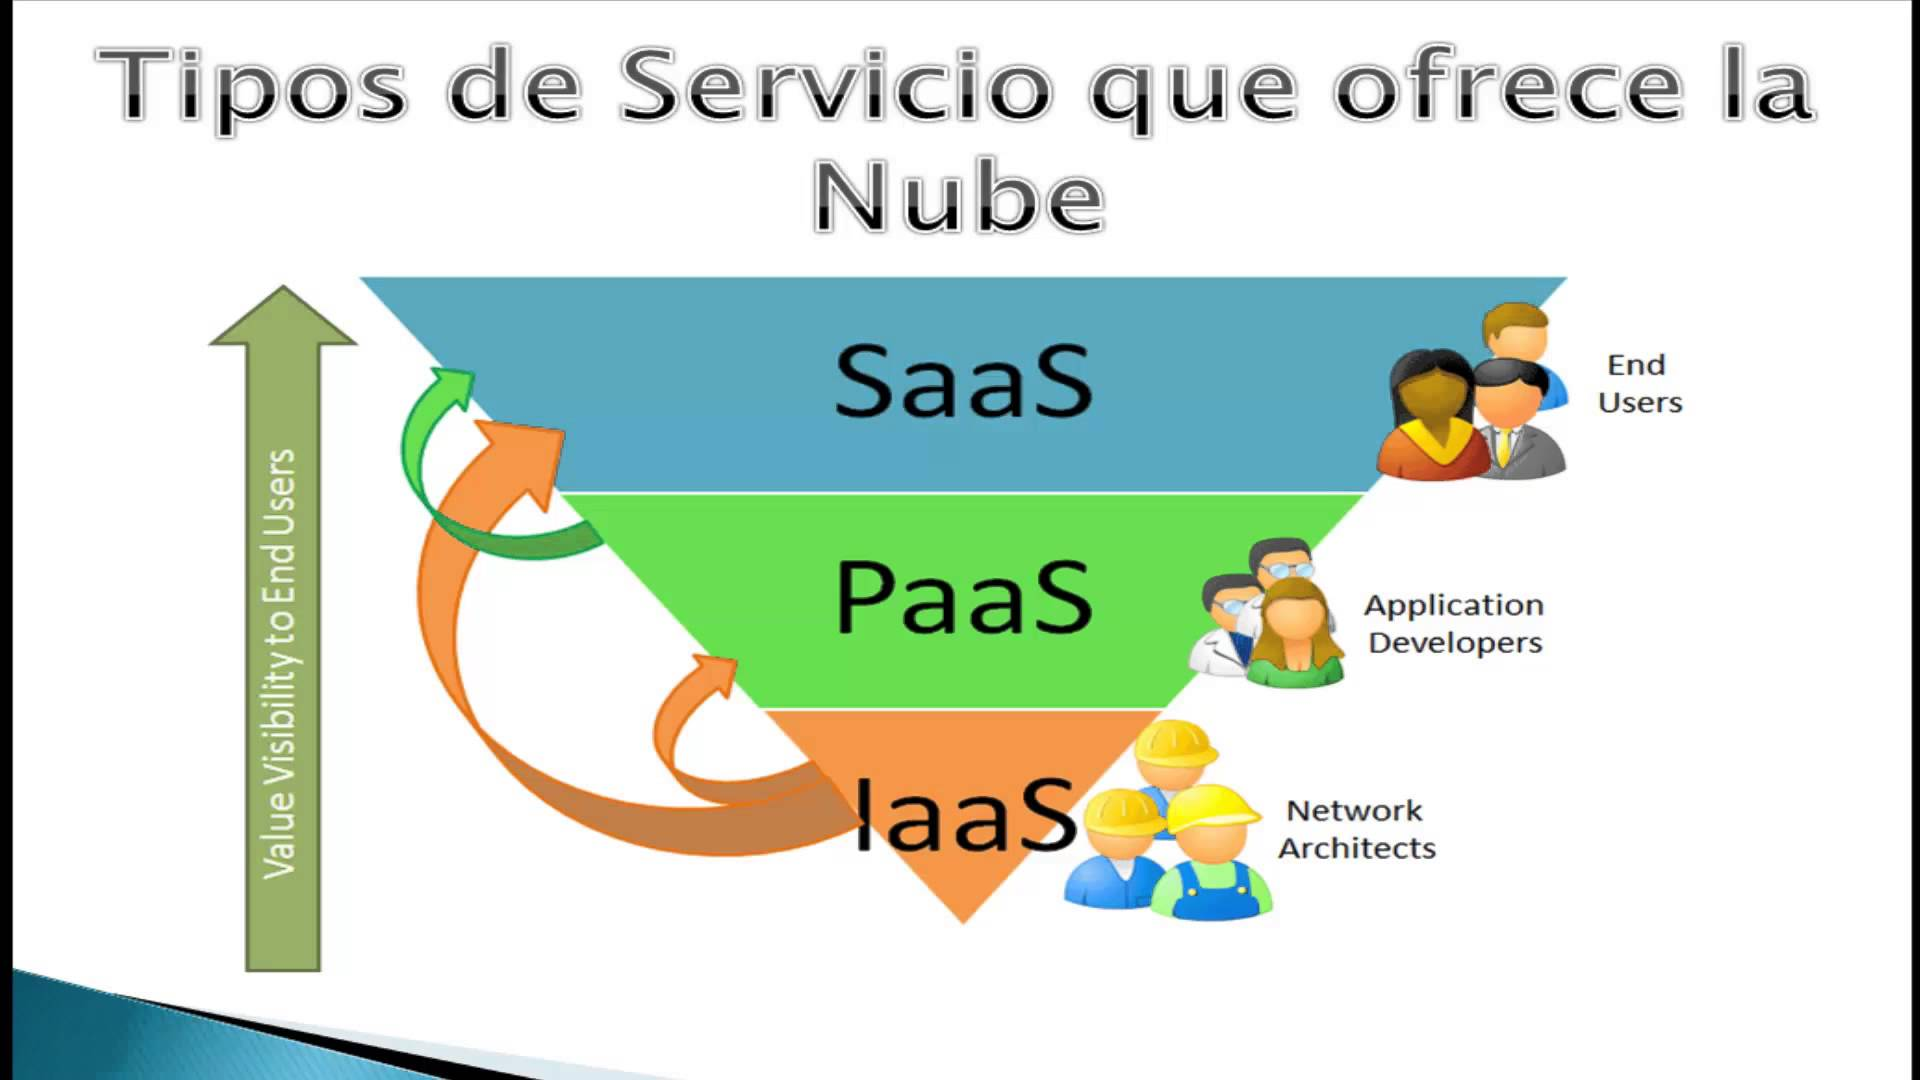 Tipos de Servicio que ofrece la
Nube
Value Visibility to End Users
SaaS
End
Users
PaaS
Application
Developers
IaaS
Network
Architects